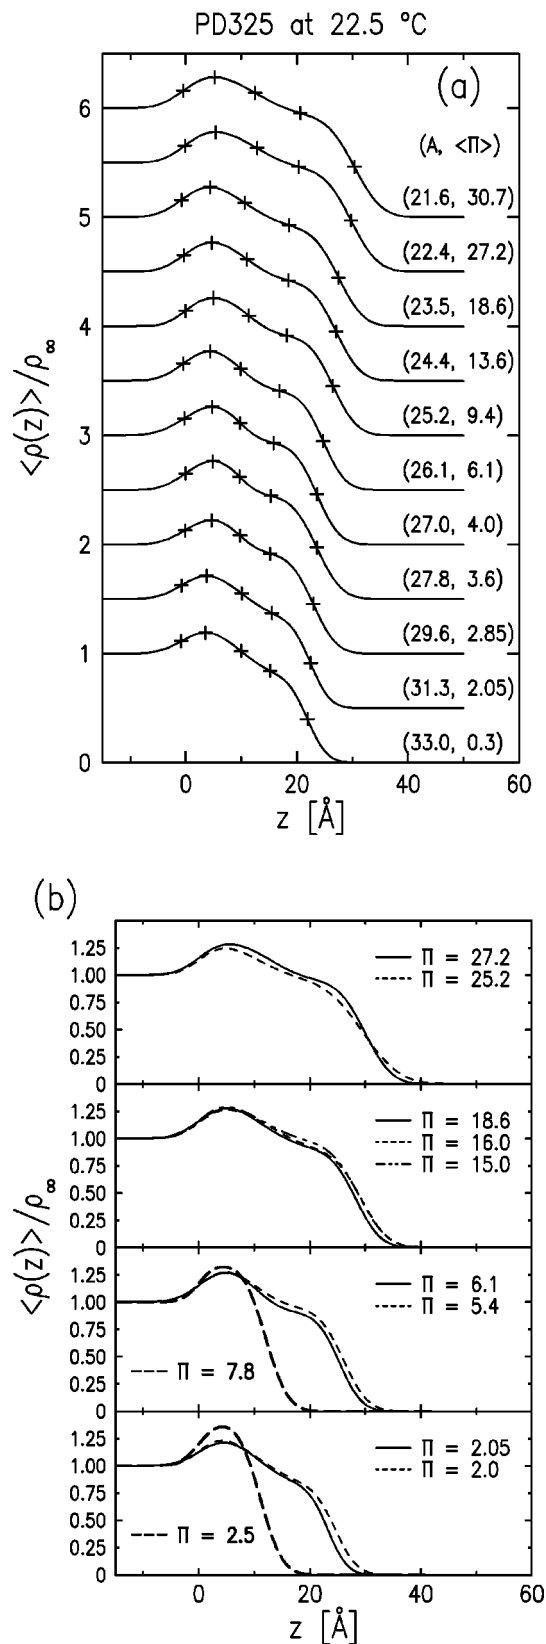 PD325 at 22.5 °C
(a)
(A, <Π>)
6
(21.6, 30.7)
5
(22.4, 27.2)
(23.5, 18.6)
4
(24.4, 13.6)
(25.2, 9.4)
3
(26.1, 6.1)
(27.0, 4.0)
2
(27.8, 3.6)
(29.6, 2.85)
1
(31.3, 2.05)
(33.0, 0.3)
0
<ρ(z)>/ρ∞
0 20 40 60
z [Å]
(b)
1.25
1.00
0.75
0.50
0.25
0
Π = 27.2
Π = 25.2
1.25
1.00
0.75
0.50
0.25
0
Π = 18.6
Π = 16.0
Π = 15.0
1.25
1.00
0.75
0.50
0.25
0
Π = 6.1
Π = 5.4
Π = 7.8
1.25
1.00
0.75
0.50
0.25
0
Π = 2.05
Π = 2.0
Π = 2.5
<ρ(z)>/ρ∞
0 20 40 60
z [Å]